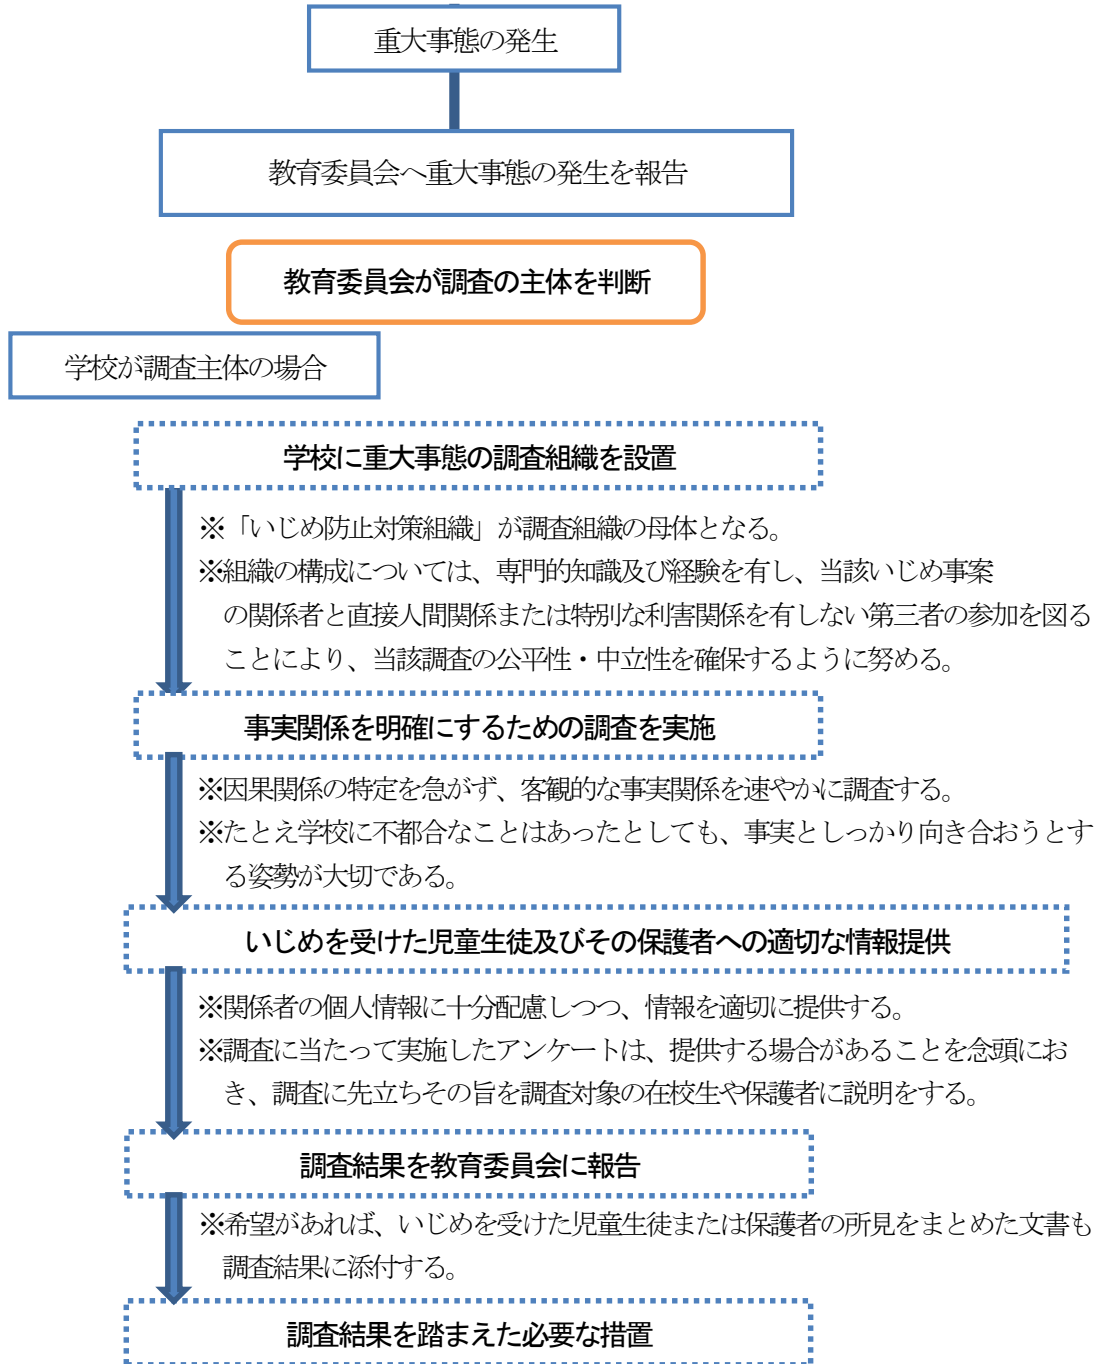 重大事態の発生
教育委員会へ重大事態の発生を報告
教育委員会が調査の主体を判断
学校が調査主体の場合
学校に重大事態の調査組織を設置
※「いじめ防止対策組織」が調査組織の母体となる。
※組織の構成については、専門的知識及び経験を有し、当該いじめ事案
の関係者と直接人間関係または特別な利害関係を有しない第三者の参加を図る
ことにより、当該調査の公平性・中立性を確保するように努める。
事実関係を明確にするための調査を実施
※因果関係の特定を急がず、客観的な事実関係を速やかに調査する。
※たとえ学校に不都合なことはあったとしても、事実としっかり向き合おうとす
る姿勢が大切である。
いじめを受けた児童生徒及びその保護者への適切な情報提供
※関係者の個人情報に十分配慮しつつ、情報を適切に提供する。
※調査に当たって実施したアンケートは、提供する場合があることを念頭にお
き、調査に先立ちその旨を調査対象の在校生や保護者に説明をする。
調査結果を教育委員会に報告
※希望があれば、いじめを受けた児童生徒または保護者の所見をまとめた文書も
調査結果に添付する。
調査結果を踏まえた必要な措置